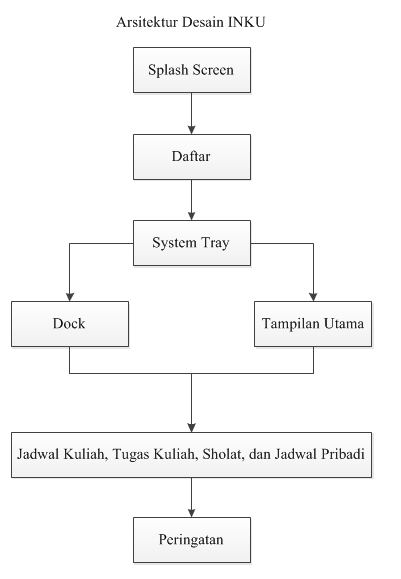 Arsitektur Desain INKU
Splash Screen
Daftar
System Tray
Dock
Tampilan Utama
Jadwal Kuliah, Tugas Kuliah, Sholat, dan Jadwal Pribadi
Peringatan